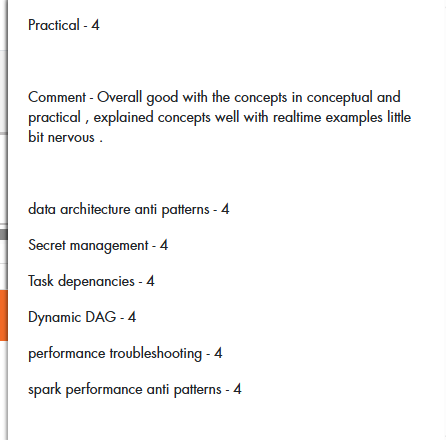 Practical - 4
Comment - Overall good with the concepts in conceptual and
practical , explained concepts well with realtime examples little
bit nervous .
data architecture anti patterns - 4
Secret management - 4
Task depenancies - 4
Dynamic DAG - 4
performance troubleshooting - 4
spark performance anti patterns - 4